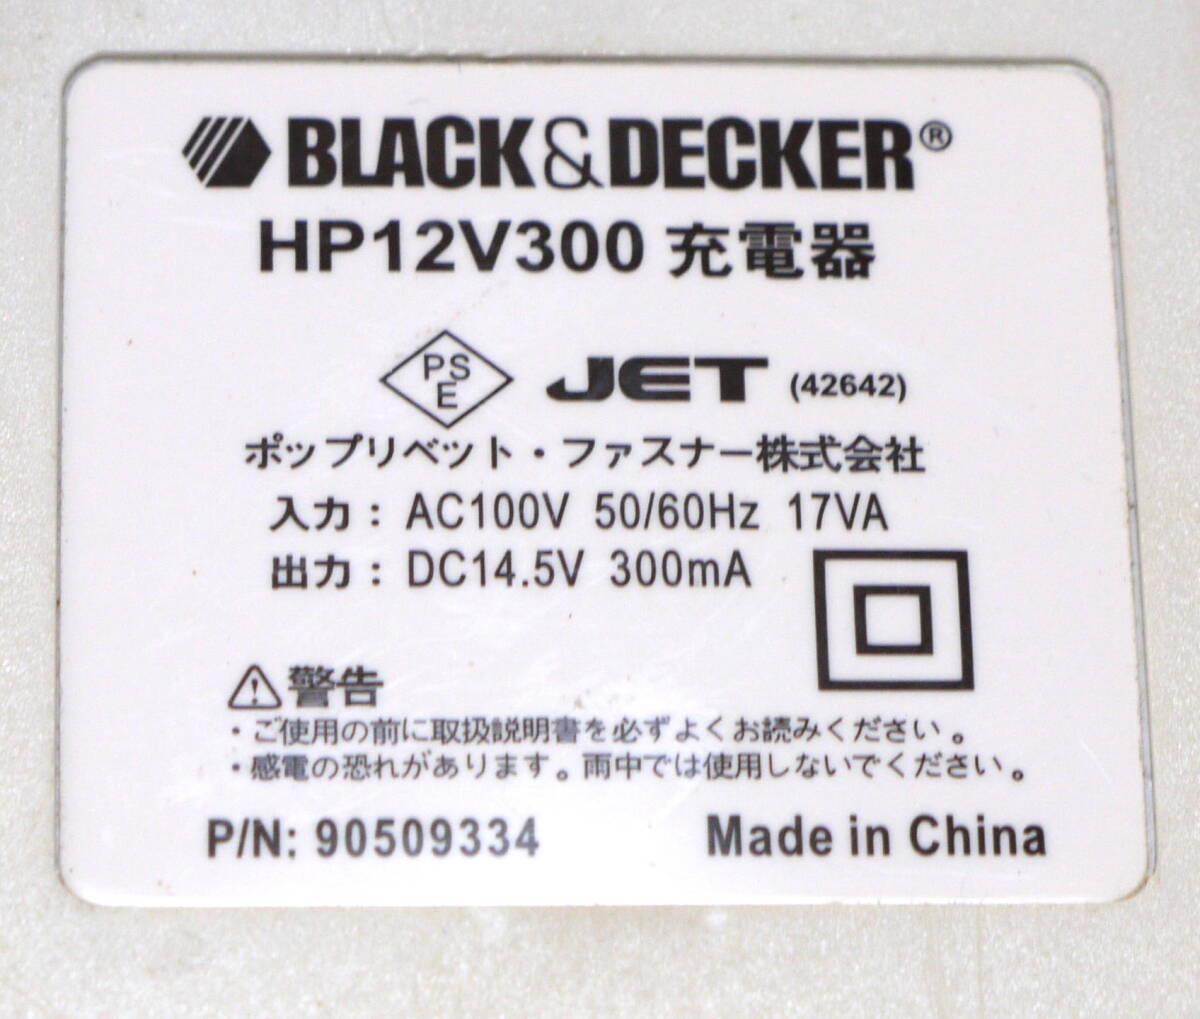 BLACK&DECKER®
HP12V300 充電器
PSE JET (42642)
ポップリベット・ファスナー株式会社
入力: AC100V 50/60Hz 17VA
出力: DC14.5V 300mA
警告
・ご使用の前に取扱説明書を必ずよくお読みください。
・感電の恐れがあります。雨中では使用しないでください。
P/N: 90509334 Made in China